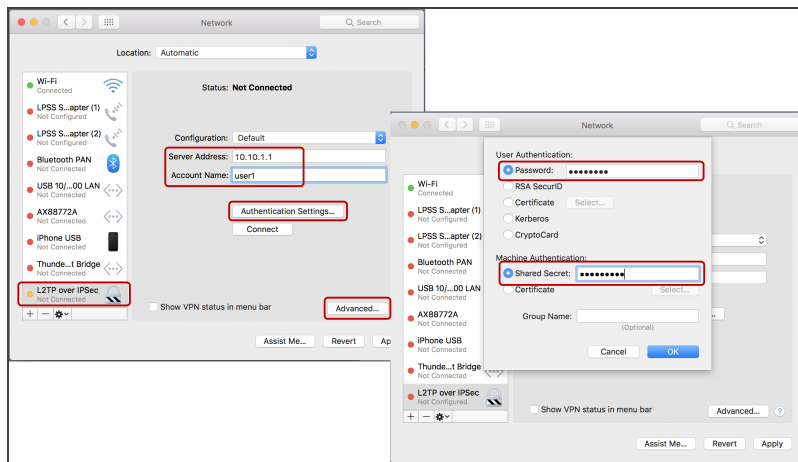 Network
Search
Location: Automatic
Wi-Fi
Connected
LPSS S...apter (1)
Not Configured
LPSS S...apter (2)
Not Configured
Bluetooth PAN
Not Connected
USB 10/...00 LAN
Not Connected
AX88772A
Not Connected
iPhone USB
Not Connected
Thunde...t Bridge
Not Connected
L2TP over IPSec
Not Connected
Status: Not Connected
Configuration: Default
Server Address: 10.10.1.1
Account Name: user1
Authentication Settings...
Connect
Show VPN status in menu bar
Advanced...
Assist Me...
Revert
Ap
Network
Search
Wi-Fi
Connected
LPSS S...apter (1)
Not Configured
LPSS S...apter (2)
Not Configured
Bluetooth PAN
Not Connected
USB 10/...00 LAN
Not Connected
AX88772A
Not Connected
iPhone USB
Not Connected
Thunde...t Bridge
Not Connected
L2TP over IPSec
Not Configured
User Authentication:
Password: ••••••••
RSA SecurID
Certificate Select...
Kerberos
CryptoCard
Machine Authentication:
Shared Secret: •••••••••
Certificate Select...
Group Name:
(Optional)
Cancel
OK
Show VPN status in menu bar
Advanced...
?
Assist Me...
Revert
Apply